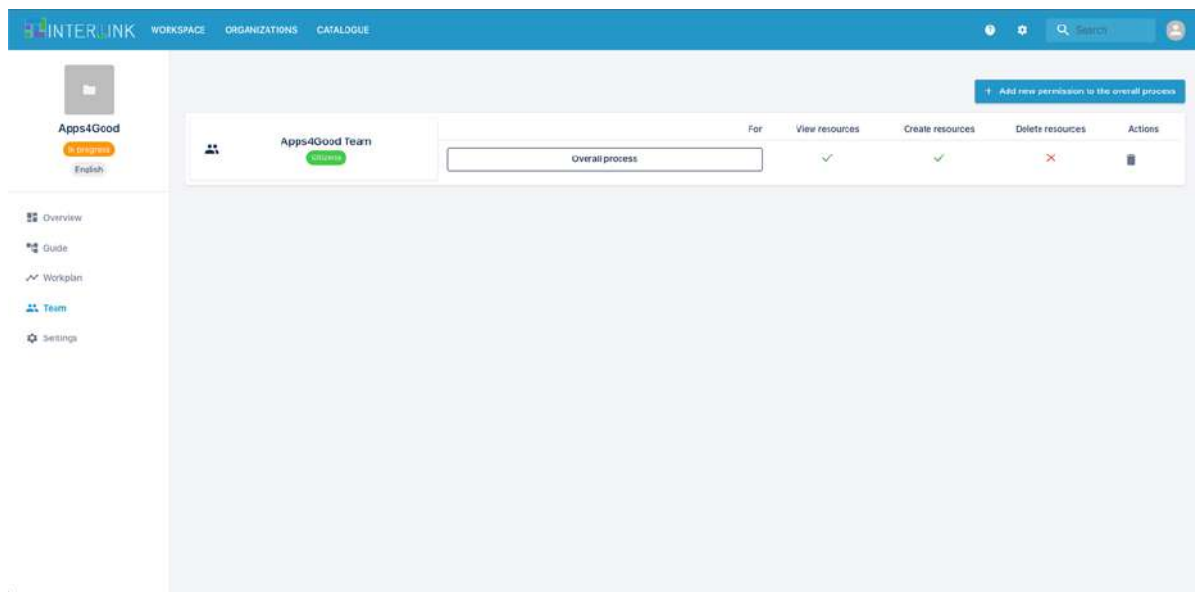 INTERLINK WORKSPACE ORGANIZATIONS CATALOGUE Search
+ Add new permission to the overall process
Apps4Good
In progress
English
Apps4Good Team
Citizens
For View resources Create resources Delete resources Actions
Overall process
Overview
Guide
Workplan
Team
Settings